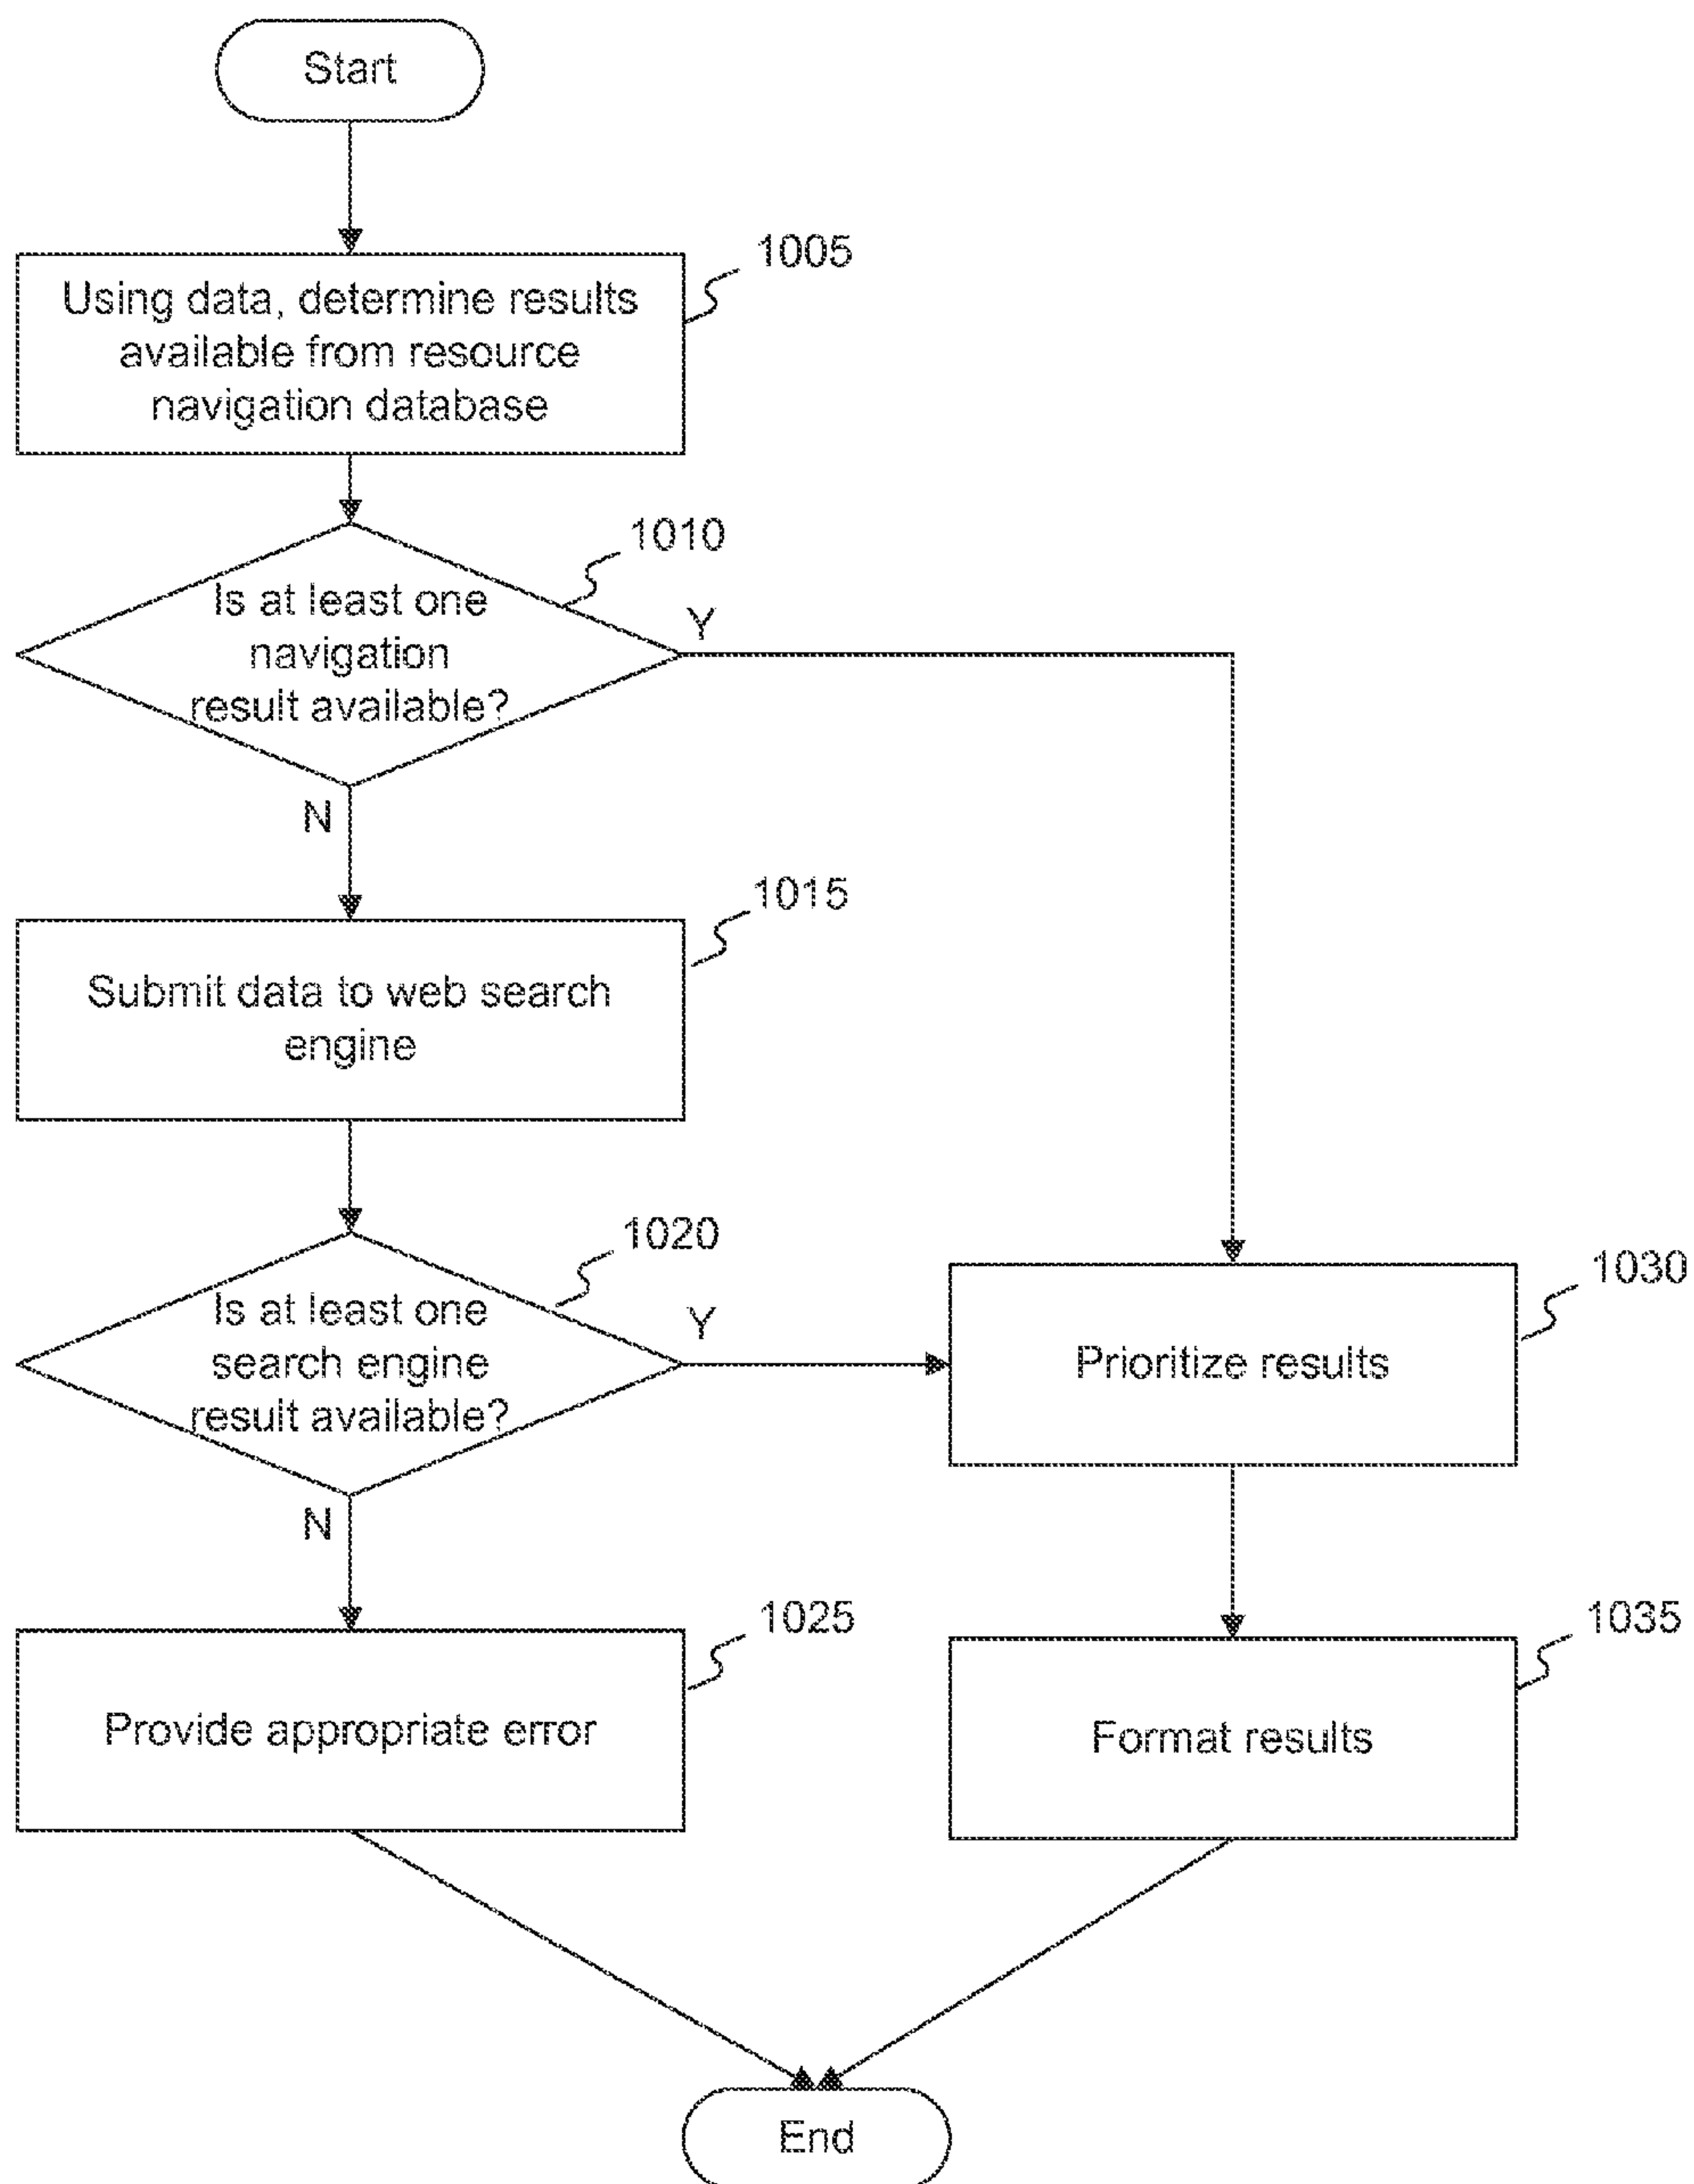 Start
1005
Using data, determine results
available from resource
navigation database
1010
Is at least one
navigation
result available?
Y
N
1015
Submit data to web search
engine
1020
Is at least one
search engine
result available?
Y
N
1030
Prioritize results
1025
Provide appropriate error
1035
Format results
End